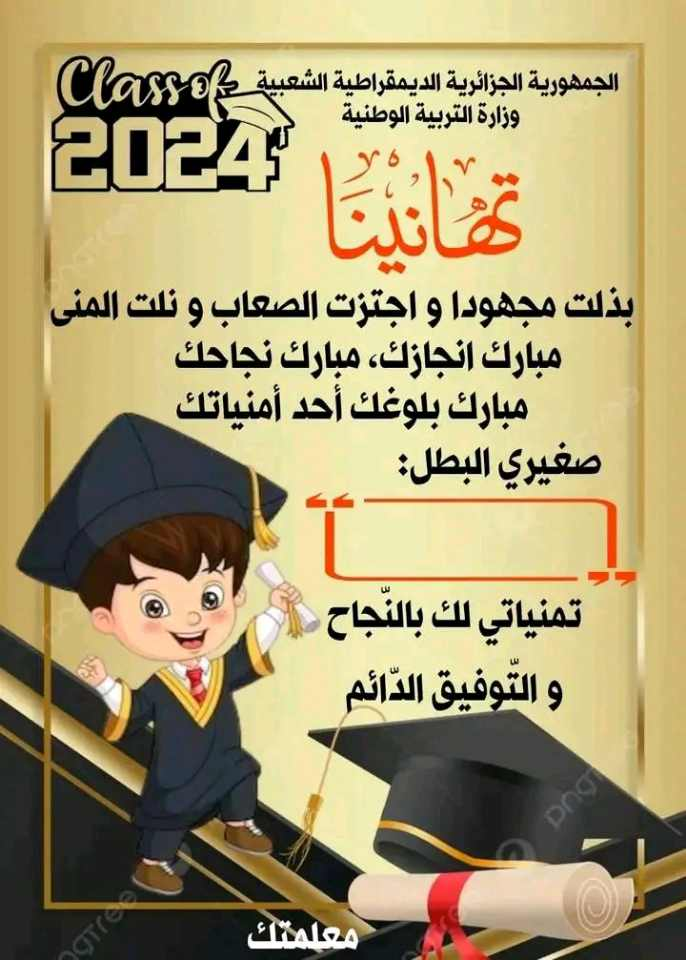 Class of
2024
الجمهورية الجزائرية الديمقراطية الشعبية
وزارة التربية الوطنية
تهانينا
بذلت مجهودا و اجتزت الصعاب و نلت المنى
مبارك انجازك، مبارك نجاحك
مبارك بلوغك أحد أمنياتك
صغيري البطل:
تمنياتي لك بالنّجاح
و التّوفيق الدّائم
معلمتك
pngtree